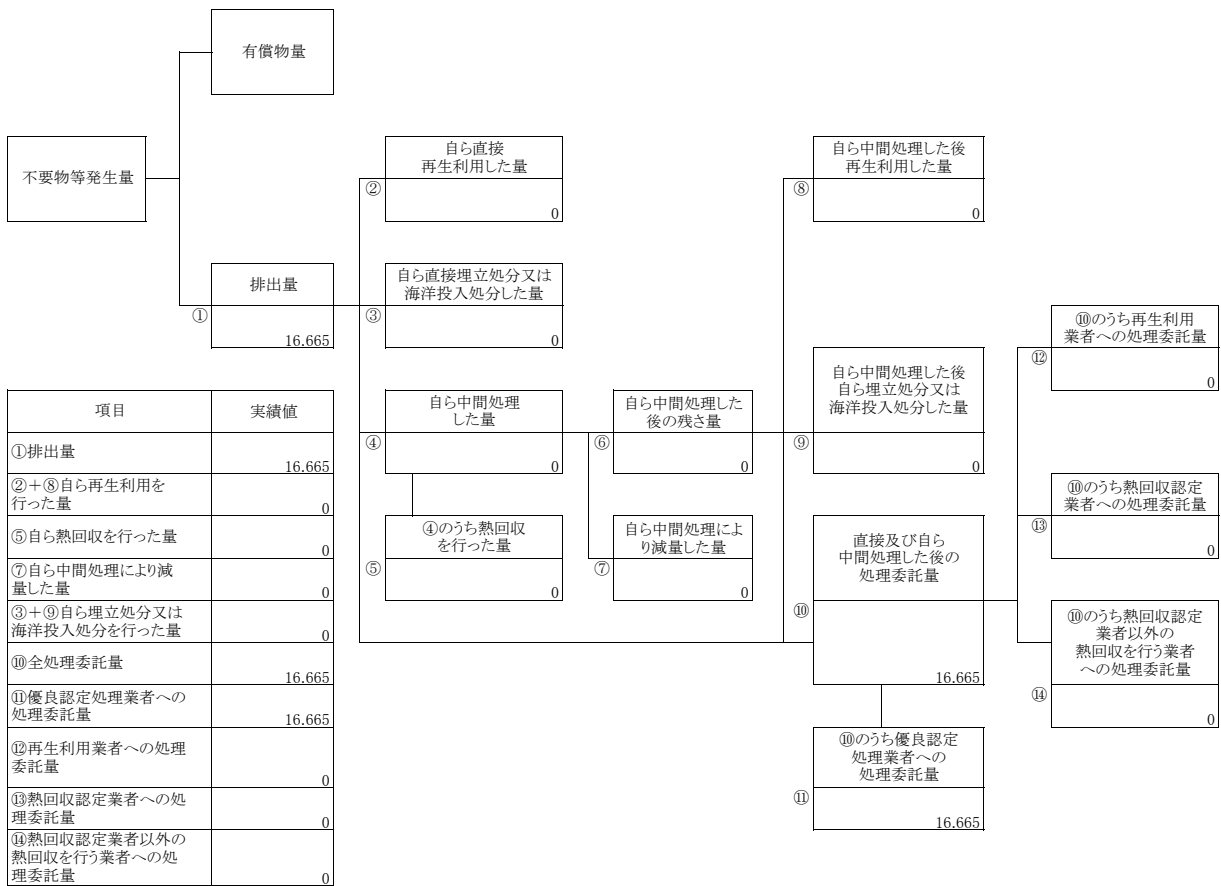 有償物量
不要物等発生量
自ら直接
再生利用した量
②
0
自ら中間処理した後
再生利用した量
⑧
0
排出量
①
16.665
自ら直接埋立処分又は
海洋投入処分した量
③
0
⑩のうち再生利用
業者への処理委託量
⑫
0
自ら中間処理
した量
④
0
自ら中間処理した
後の残さ量
⑥
0
自ら中間処理した後
自ら埋立処分又は
海洋投入処分した量
⑨
0
⑩のうち熱回収認定
業者への処理委託量
⑬
0
④のうち熱回収
を行った量
⑤
0
自ら中間処理によ
り減量した量
⑦
0
直接及び自ら
中間処理した後の
処理委託量
⑩
16.665
⑩のうち熱回収認定
業者以外の
熱回収を行う業者
への処理委託量
⑭
0
⑩のうち優良認定
処理業者への
処理委託量
⑪
16.665
項目 実績値
①排出量
16.665
②+⑧自ら再生利用を
行った量
0
⑤自ら熱回収を行った量
0
⑦自ら中間処理により減
量した量
0
③+⑨自ら埋立処分又は
海洋投入処分を行った量
0
⑩全処理委託量
16.665
⑪優良認定処理業者への
処理委託量
16.665
⑫再生利用業者への処理
委託量
0
⑬熱回収認定業者への処
理委託量
0
⑭熱回収認定業者以外の
熱回収を行う業者への処
理委託量
0